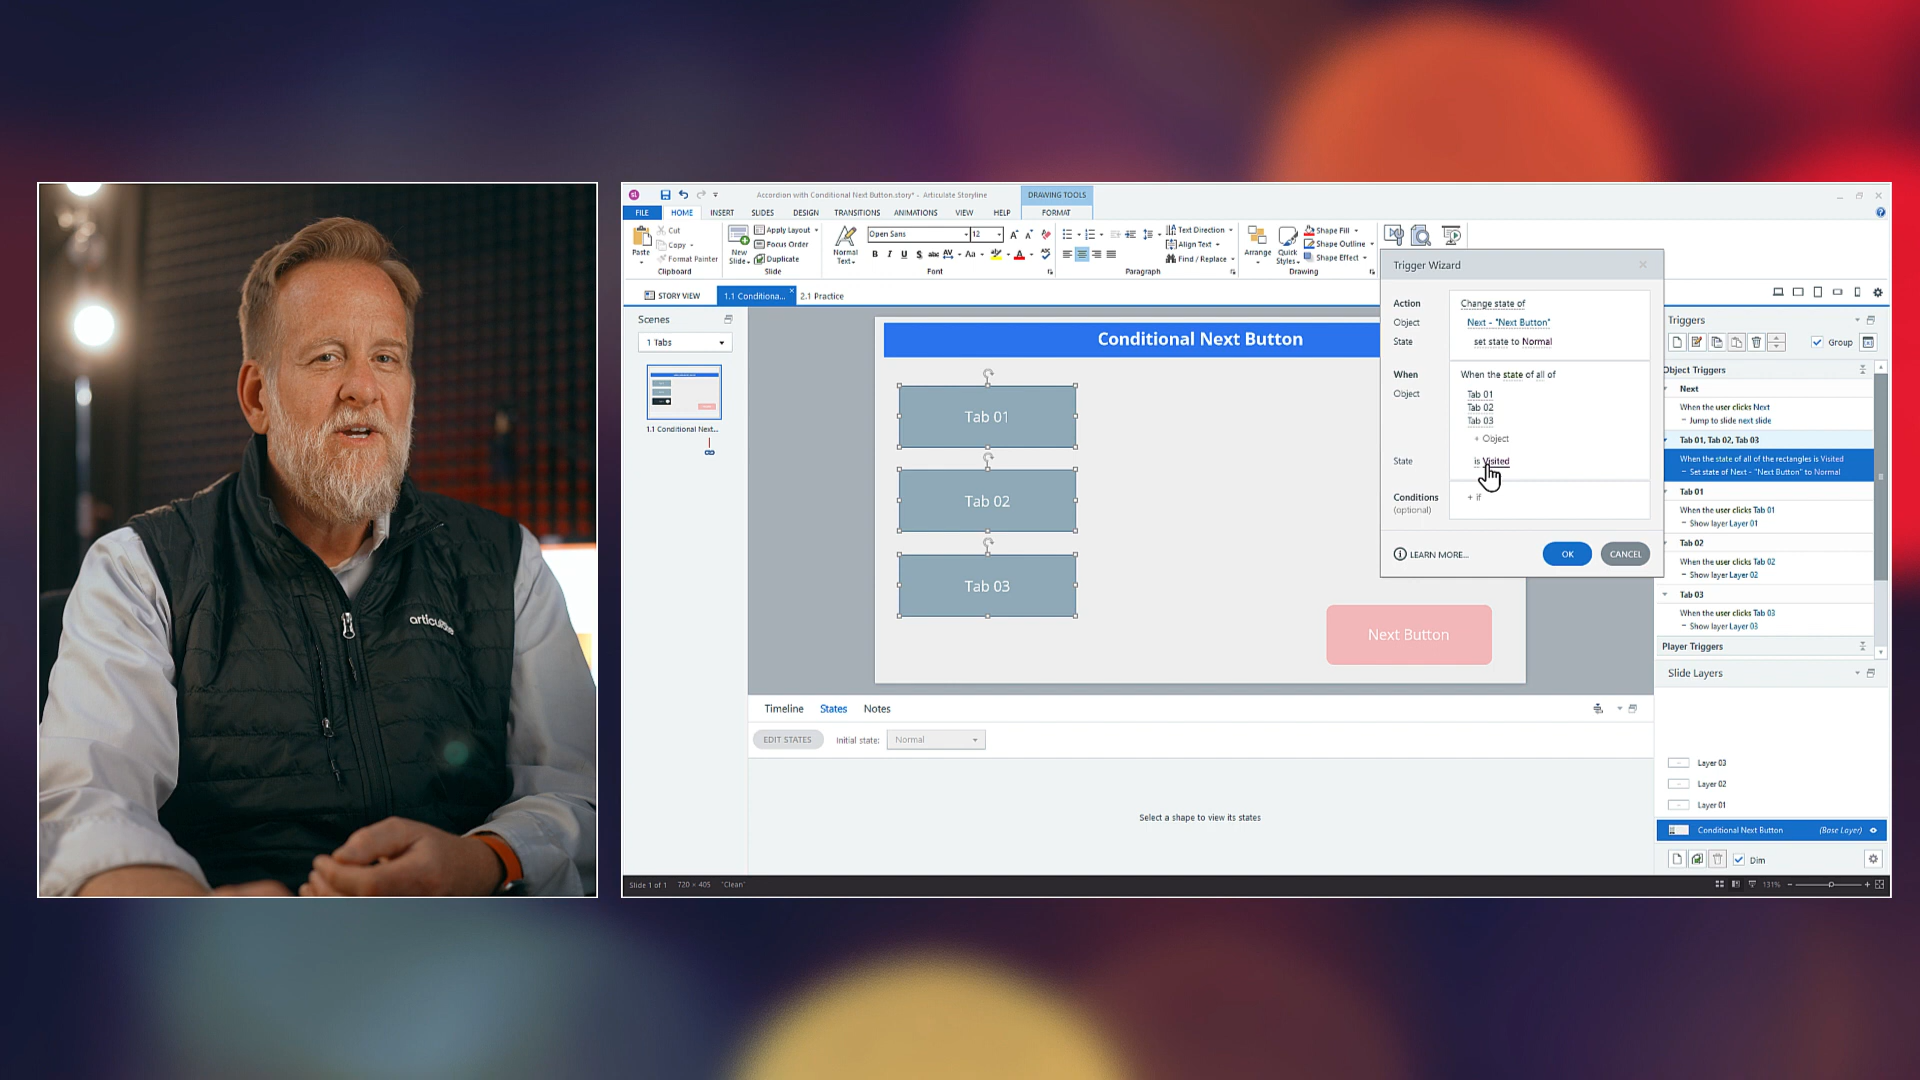 articulate
Accordian with Conditional Next Button.story* - Articulate Storyline
DRAWING TOOLS
FILE HOME INSERT SLIDES DESIGN TRANSITIONS ANIMATIONS VIEW HELP FORMAT
Paste
Cut
Copy
Format Painter
Clipboard
New Slide
Apply Layout
Focus Order
Duplicate
Slide
Normal Text
Open Sans 12
B I U S abc AV Aa A ABC
Font
Text Direction
Align Text
Find / Replace
Paragraph
Arrange
Quick Styles
Shape Fill
Shape Outline
Shape Effect
Drawing
STORY VIEW
1.1 Conditiona...
2.1 Practice
Scenes
1 Tabs
1.1 Conditional Next...
Conditional Next Button
Tab 01
Tab 02
Tab 03
Next Button
Trigger Wizard
Action Change state of
Object Next - "Next Button"
State set state to Normal
When When the state of all of
Object Tab 01
Tab 02
Tab 03
+ Object
State is Visited
Conditions + if
(optional)
LEARN MORE...
OK
CANCEL
Triggers
Group
Object Triggers
Next
When the user clicks Next
– Jump to slide next slide
Tab 01, Tab 02, Tab 03
When the state of all of the rectangles is Visited
– Set state of Next - "Next Button" to Normal
Tab 01
When the user clicks Tab 01
– Show layer Layer 01
Tab 02
When the user clicks Tab 02
– Show layer Layer 02
Tab 03
When the user clicks Tab 03
– Show layer Layer 03
Player Triggers
Slide Layers
Layer 03
Layer 02
Layer 01
Conditional Next Button (Base Layer)
Dim
Timeline States Notes
EDIT STATES Initial state: Normal
Select a shape to view its states
Slide 1 of 1 720 × 405 "Clean"
131%